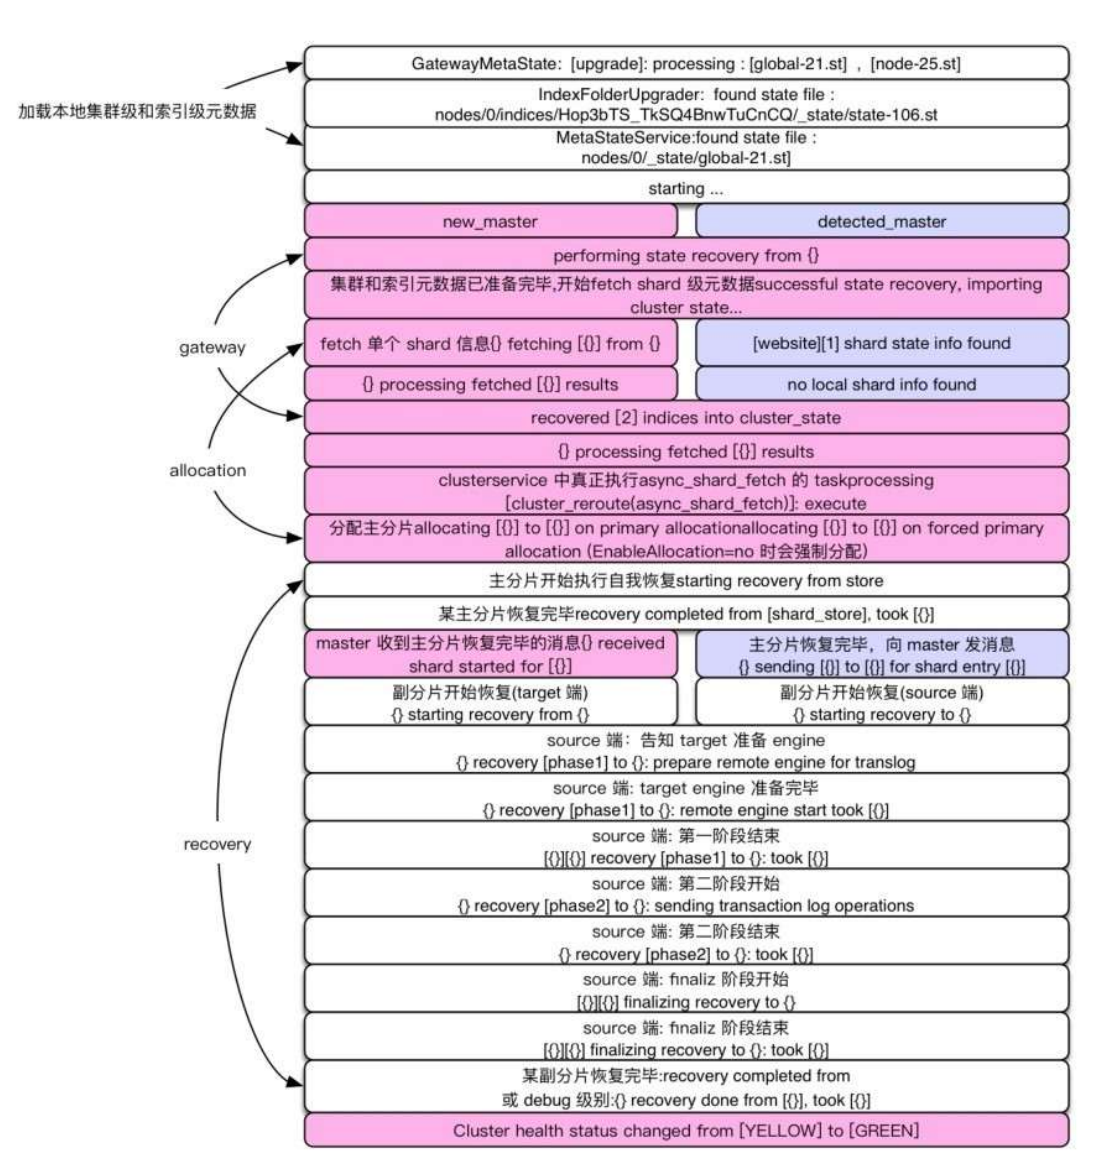 GatewayMetaState: [upgrade]: processing : [global-21.st] , [node-25.st]
加载本地集群级和索引级元数据
IndexFolderUpgrader: found state file :
nodes/0/indices/Hop3bTS_TkSQ4BnwTuCnCQ/_state/state-106.st
MetaStateService:found state file :
nodes/0/_state/global-21.st]
starting ...
new_master
detected_master
performing state recovery from {}
集群和索引元数据已准备完毕,开始fetch shard 级元数据successful state recovery, importing
cluster state...
gateway
fetch 单个 shard 信息{} fetching [{}] from {}
[website][1] shard state info found
{} processing fetched [{}] results
no local shard info found
recovered [2] indices into cluster_state
{} processing fetched [{}] results
allocation
clusterservice 中真正执行async_shard_fetch 的 taskprocessing
[cluster_reroute(async_shard_fetch)]: execute
分配主分片allocating [{}] to [{}] on primary allocationallocating [{}] to [{}] on forced primary
allocation (EnableAllocation=no 时会强制分配)
主分片开始执行自我恢复starting recovery from store
某主分片恢复完毕recovery completed from [shard_store], took [{}]
master 收到主分片恢复完毕的消息{} received
shard started for [{}]
主分片恢复完毕，向 master 发消息
{} sending [{}] to [{}] for shard entry [{}]
副分片开始恢复(target 端)
{} starting recovery from {}
副分片开始恢复(source 端)
{} starting recovery to {}
source 端：告知 target 准备 engine
{} recovery [phase1] to {}: prepare remote engine for translog
source 端: target engine 准备完毕
{} recovery [phase1] to {}: remote engine start took [{}]
recovery
source 端: 第一阶段结束
[{}][{}] recovery [phase1] to {}: took [{}]
source 端: 第二阶段开始
{} recovery [phase2] to {}: sending transaction log operations
source 端: 第二阶段结束
{} recovery [phase2] to {}: took [{}]
source 端: finaliz 阶段开始
[{}][{}] finalizing recovery to {}
source 端: finaliz 阶段结束
[{}][{}] finalizing recovery to {}: took [{}]
某副分片恢复完毕:recovery completed from
或 debug 级别:{} recovery done from [{}], took [{}]
Cluster health status changed from [YELLOW] to [GREEN]